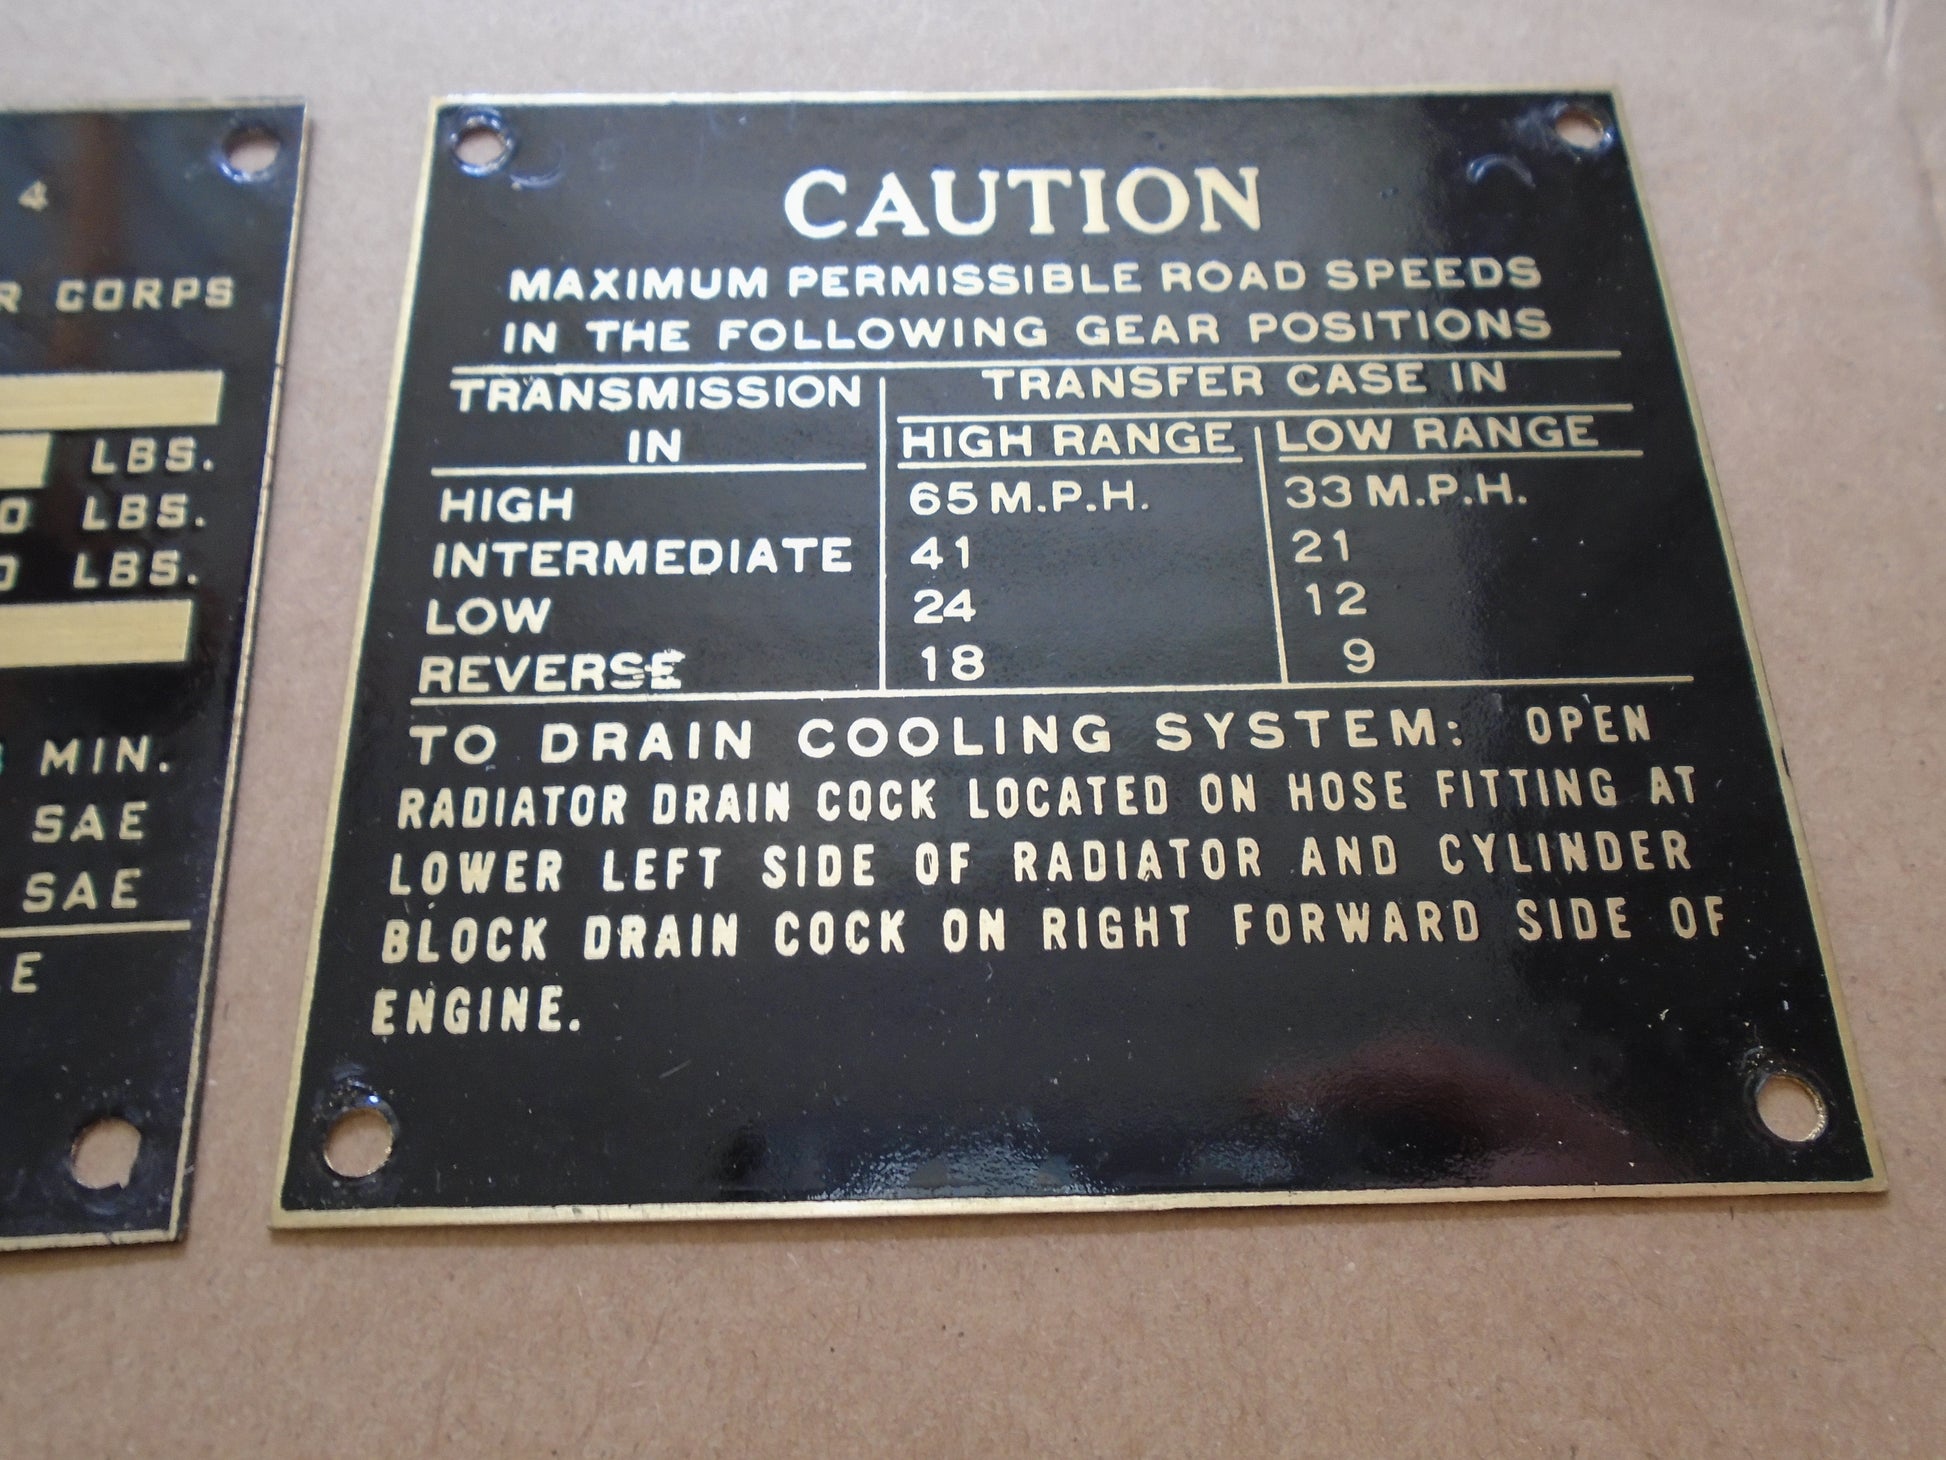 4
R CORPS
LBS.
0 LBS.
LBS.
MIN.
SAE
SAE
E
CAUTION
MAXIMUM PERMISSIBLE ROAD SPEEDS
IN THE FOLLOWING GEAR POSITIONS
TRANSMISSION IN
TRANSFER CASE IN
HIGH RANGE LOW RANGE
HIGH 65 M.P.H. 33 M.P.H.
INTERMEDIATE 41 21
LOW 24 12
REVERSE 18 9
TO DRAIN COOLING SYSTEM: OPEN
RADIATOR DRAIN COCK LOCATED ON HOSE FITTING AT
LOWER LEFT SIDE OF RADIATOR AND CYLINDER
BLOCK DRAIN COCK ON RIGHT FORWARD SIDE OF
ENGINE.